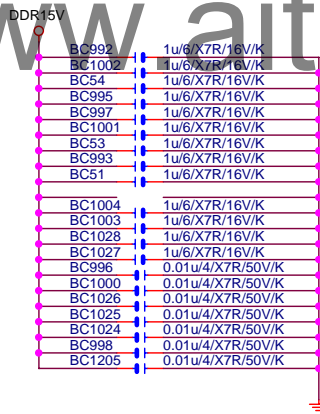 www.ait
DDR15V
BC992 1u/6/X7R/16V/K
BC1002 1u/6/X7R/16V/K
BC54 1u/6/X7R/16V/K
BC995 1u/6/X7R/16V/K
BC997 1u/6/X7R/16V/K
BC1001 1u/6/X7R/16V/K
BC53 1u/6/X7R/16V/K
BC993 1u/6/X7R/16V/K
BC51 1u/6/X7R/16V/K
BC1004 1u/6/X7R/16V/K
BC1003 1u/6/X7R/16V/K
BC1028 1u/6/X7R/16V/K
BC1027 1u/6/X7R/16V/K
BC996 0.01u/4/X7R/50V/K
BC1000 0.01u/4/X7R/50V/K
BC1026 0.01u/4/X7R/50V/K
BC1025 0.01u/4/X7R/50V/K
BC1024 0.01u/4/X7R/50V/K
BC998 0.01u/4/X7R/50V/K
BC1205 0.01u/4/X7R/50V/K